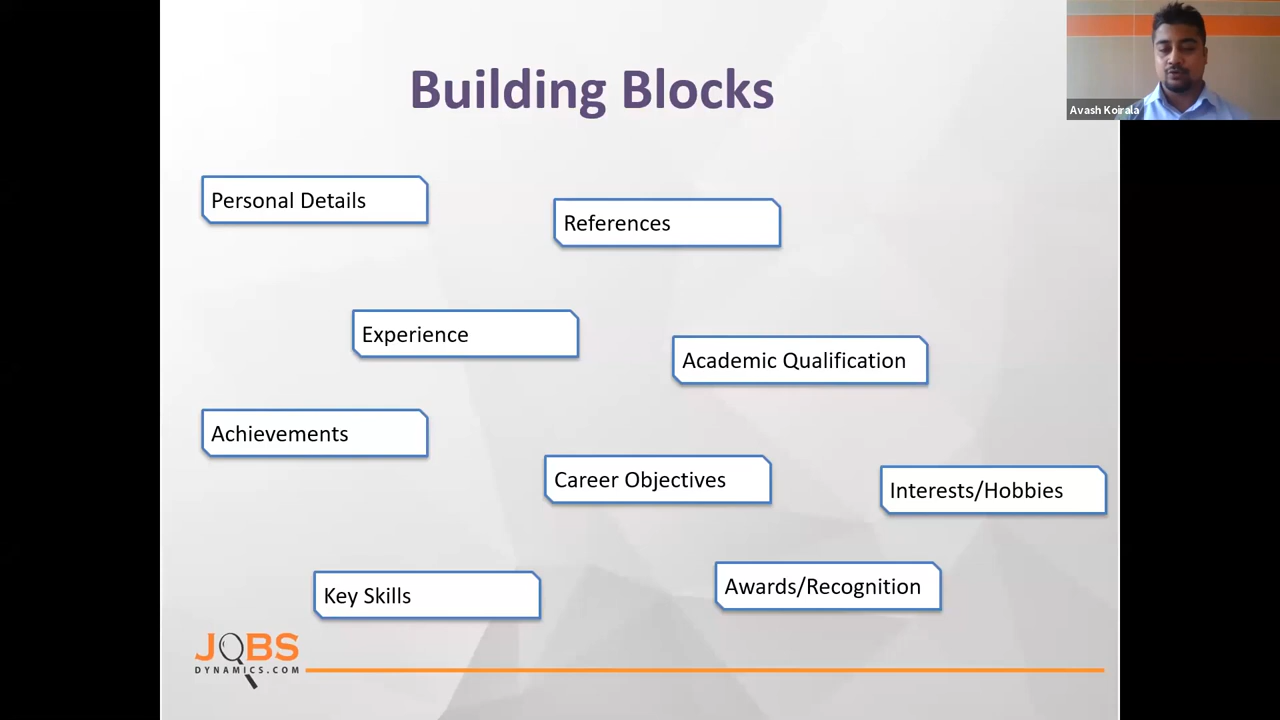 Building Blocks
Avash Koirala
Personal Details
References
Experience
Academic Qualification
Achievements
Career Objectives
Interests/Hobbies
Key Skills
Awards/Recognition
JOBS
DYNAMICS.COM